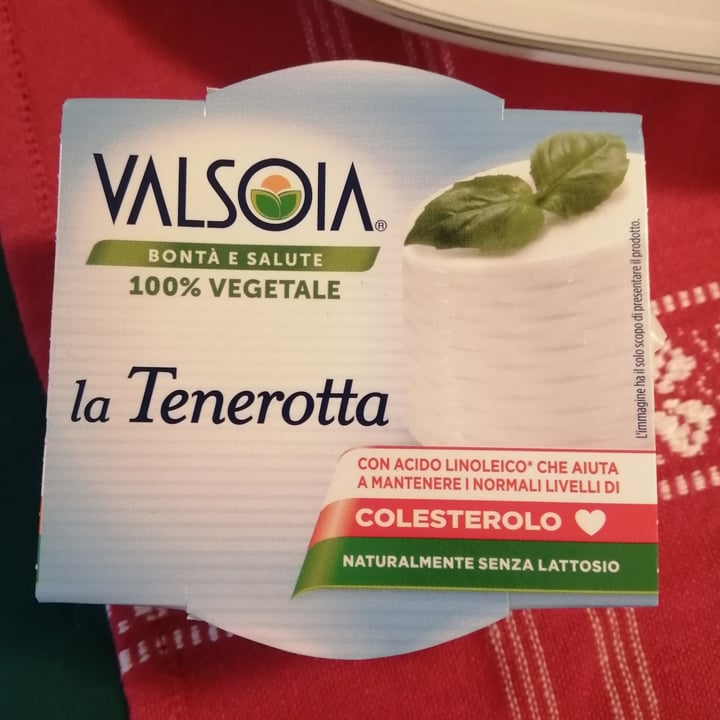 VALSOIA®
BONTÀ E SALUTE
100% VEGETALE
la Tenerotta
CON ACIDO LINOLEICO* CHE AIUTA
A MANTENERE I NORMALI LIVELLI DI
COLESTEROLO
NATURALMENTE SENZA LATTOSIO
L'immagine ha il solo scopo di presentare il prodotto.